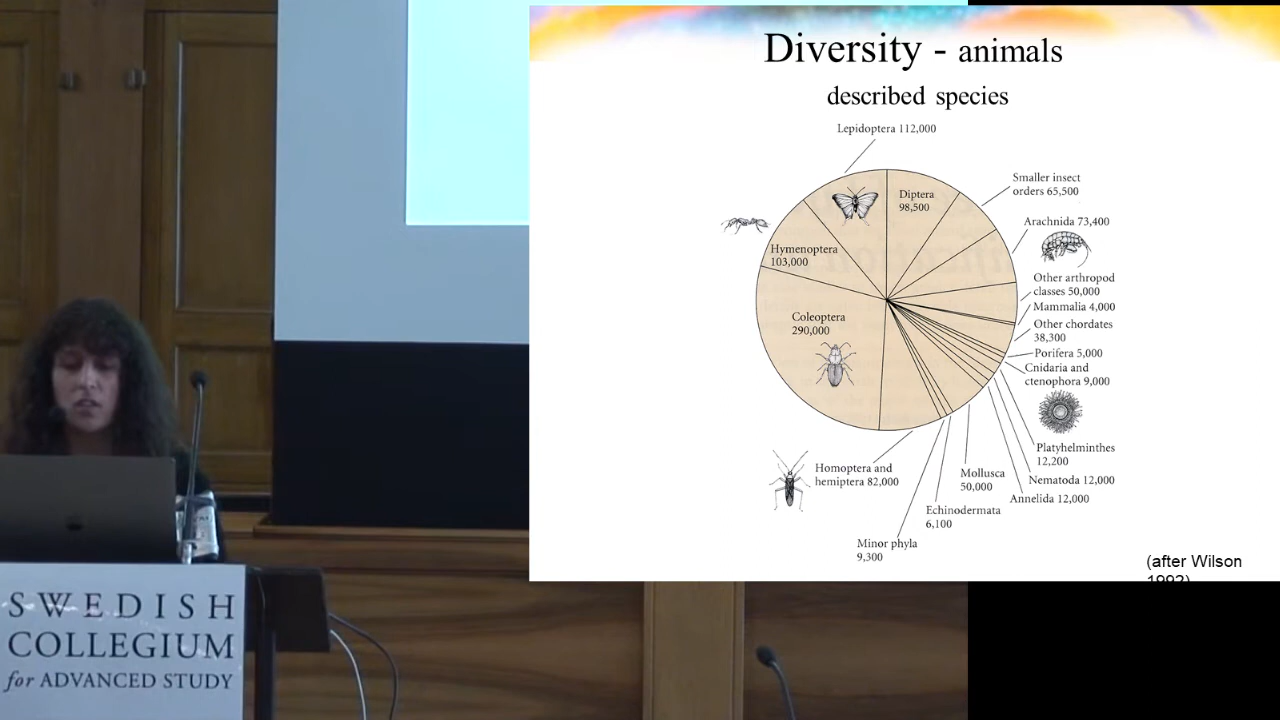 Diversity - animals
described species
Lepidoptera 112,000
Diptera
98,500
Smaller insect
orders 65,500
Arachnida 73,400
Hymenoptera
103,000
Other arthropod
classes 50,000
Mammalia 4,000
Other chordates
38,300
Coleoptera
290,000
Porifera 5,000
Cnidaria and
ctenophora 9,000
Platyhelminthes
12,200
Nematoda 12,000
Annelida 12,000
Mollusca
50,000
Homoptera and
hemiptera 82,000
Echinodermata
6,100
Minor phyla
9,300
(after Wilson
1992)
SWEDISH
COLLEGIUM
for ADVANCED STUDY